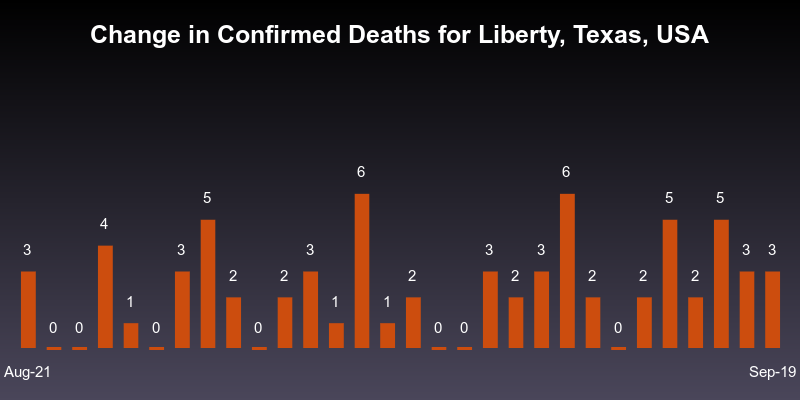 Change in Confirmed Deaths for Liberty, Texas, USA
3 0 0 4 1 0 3 5 2 0 2 3 1 6 1 2 0 0 3 2 3 6 2 0 2 5 2 5 3 3
Aug-21 Sep-19